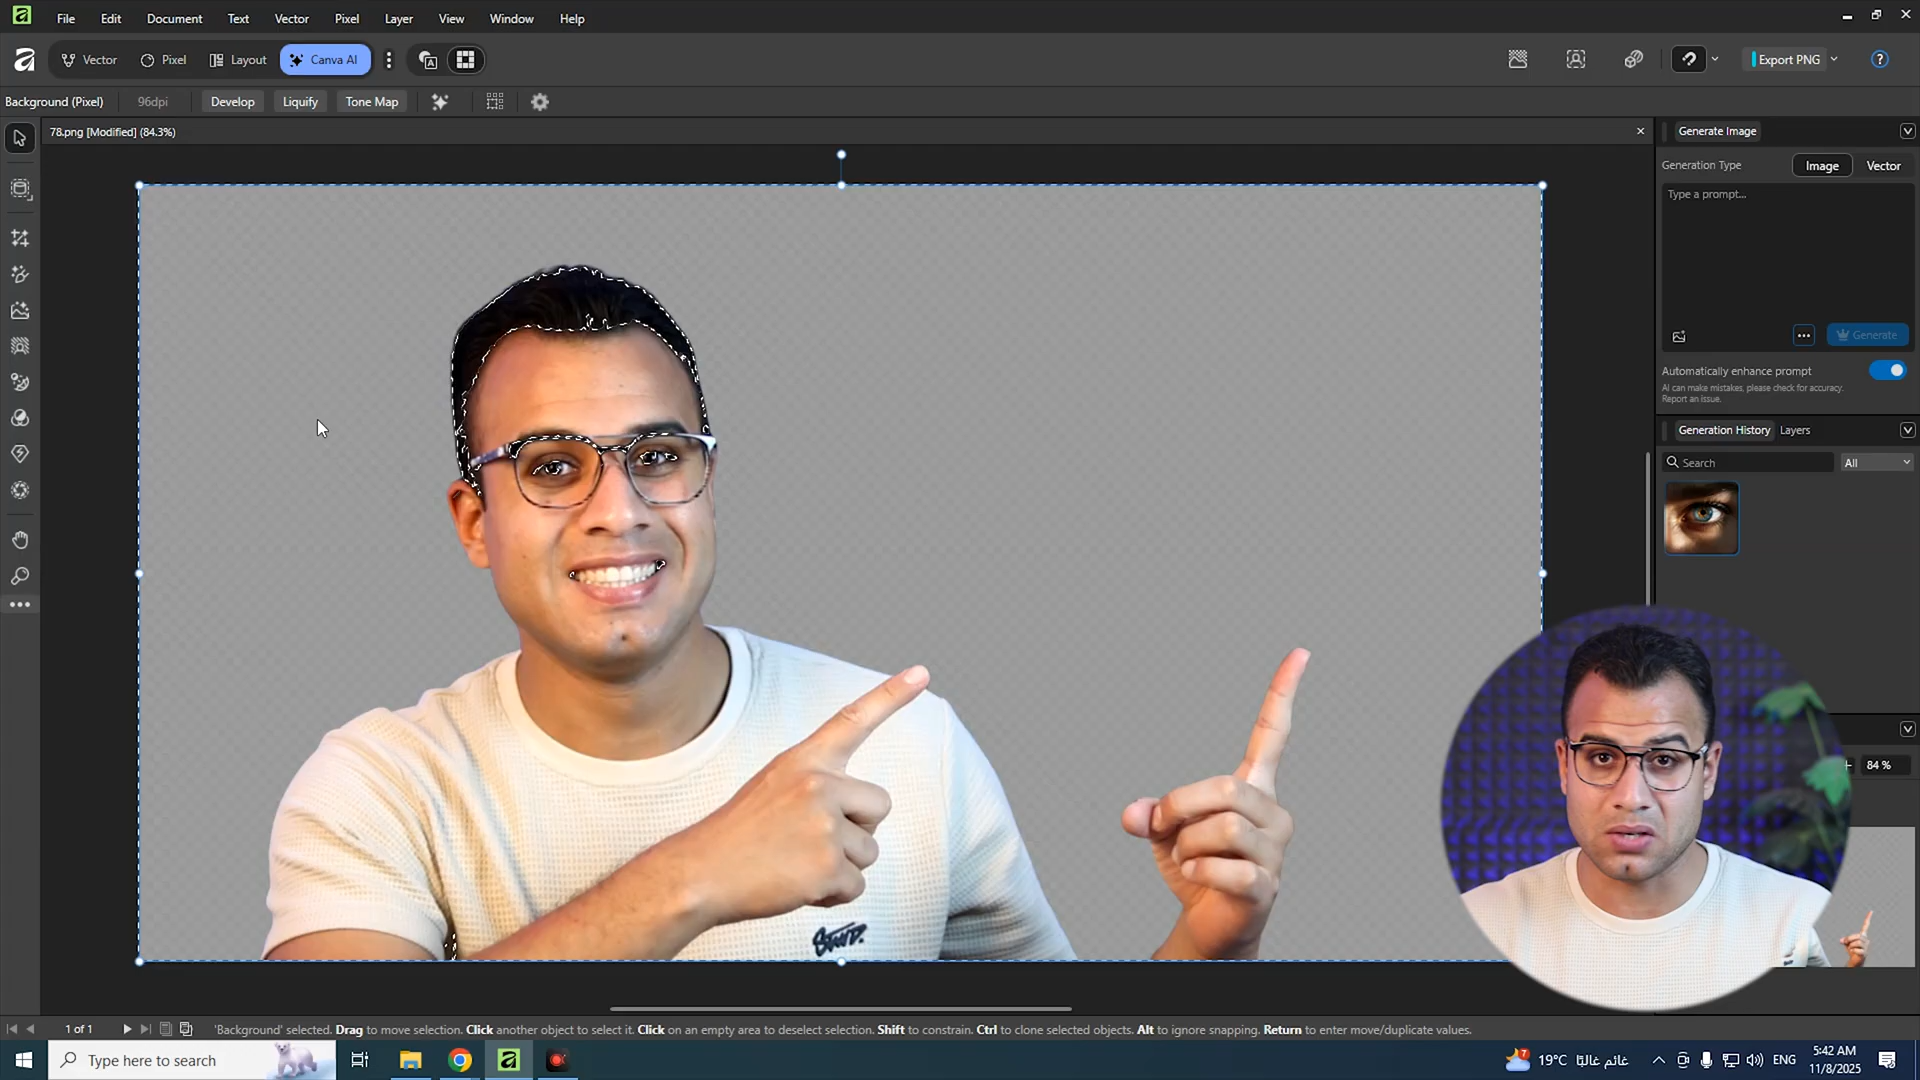 File Edit Document Text Vector Pixel Layer View Window Help
Vector Pixel Layout Canva AI Export PNG
Background (Pixel) 96dpi Develop Liquify Tone Map
78.png [Modified] (84.3%)
Generate Image
Generation Type Image Vector
Type a prompt...
Generate
Automatically enhance prompt
AI can make mistakes, please check for accuracy.
Report an issue.
Generation History Layers
Search All
84 %
1 of 1 'Background' selected. Drag to move selection. Click another object to select it. Click on an empty area to deselect selection. Shift to constrain. Ctrl to clone selected objects. Alt to ignore snapping. Return to enter move/duplicate values.
Type here to search
19°C غائم غالبًا ENG
5:42 AM
11/8/2025